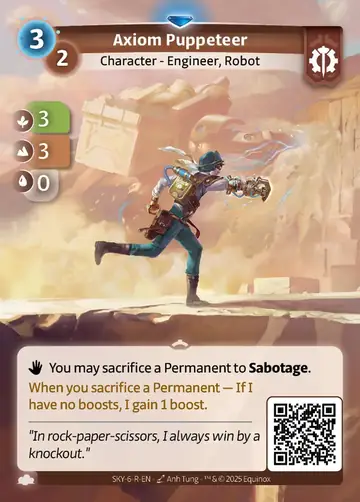 3
Axiom Puppeteer
2
Character - Engineer, Robot
3
3
0
You may sacrifice a Permanent to Sabotage.
When you sacrifice a Permanent — If I
have no boosts, I gain 1 boost.
"In rock-paper-scissors, I always win by a
knockout."
SKY-6-R-EN - Anh Tung - ™ & © 2025 Equinox